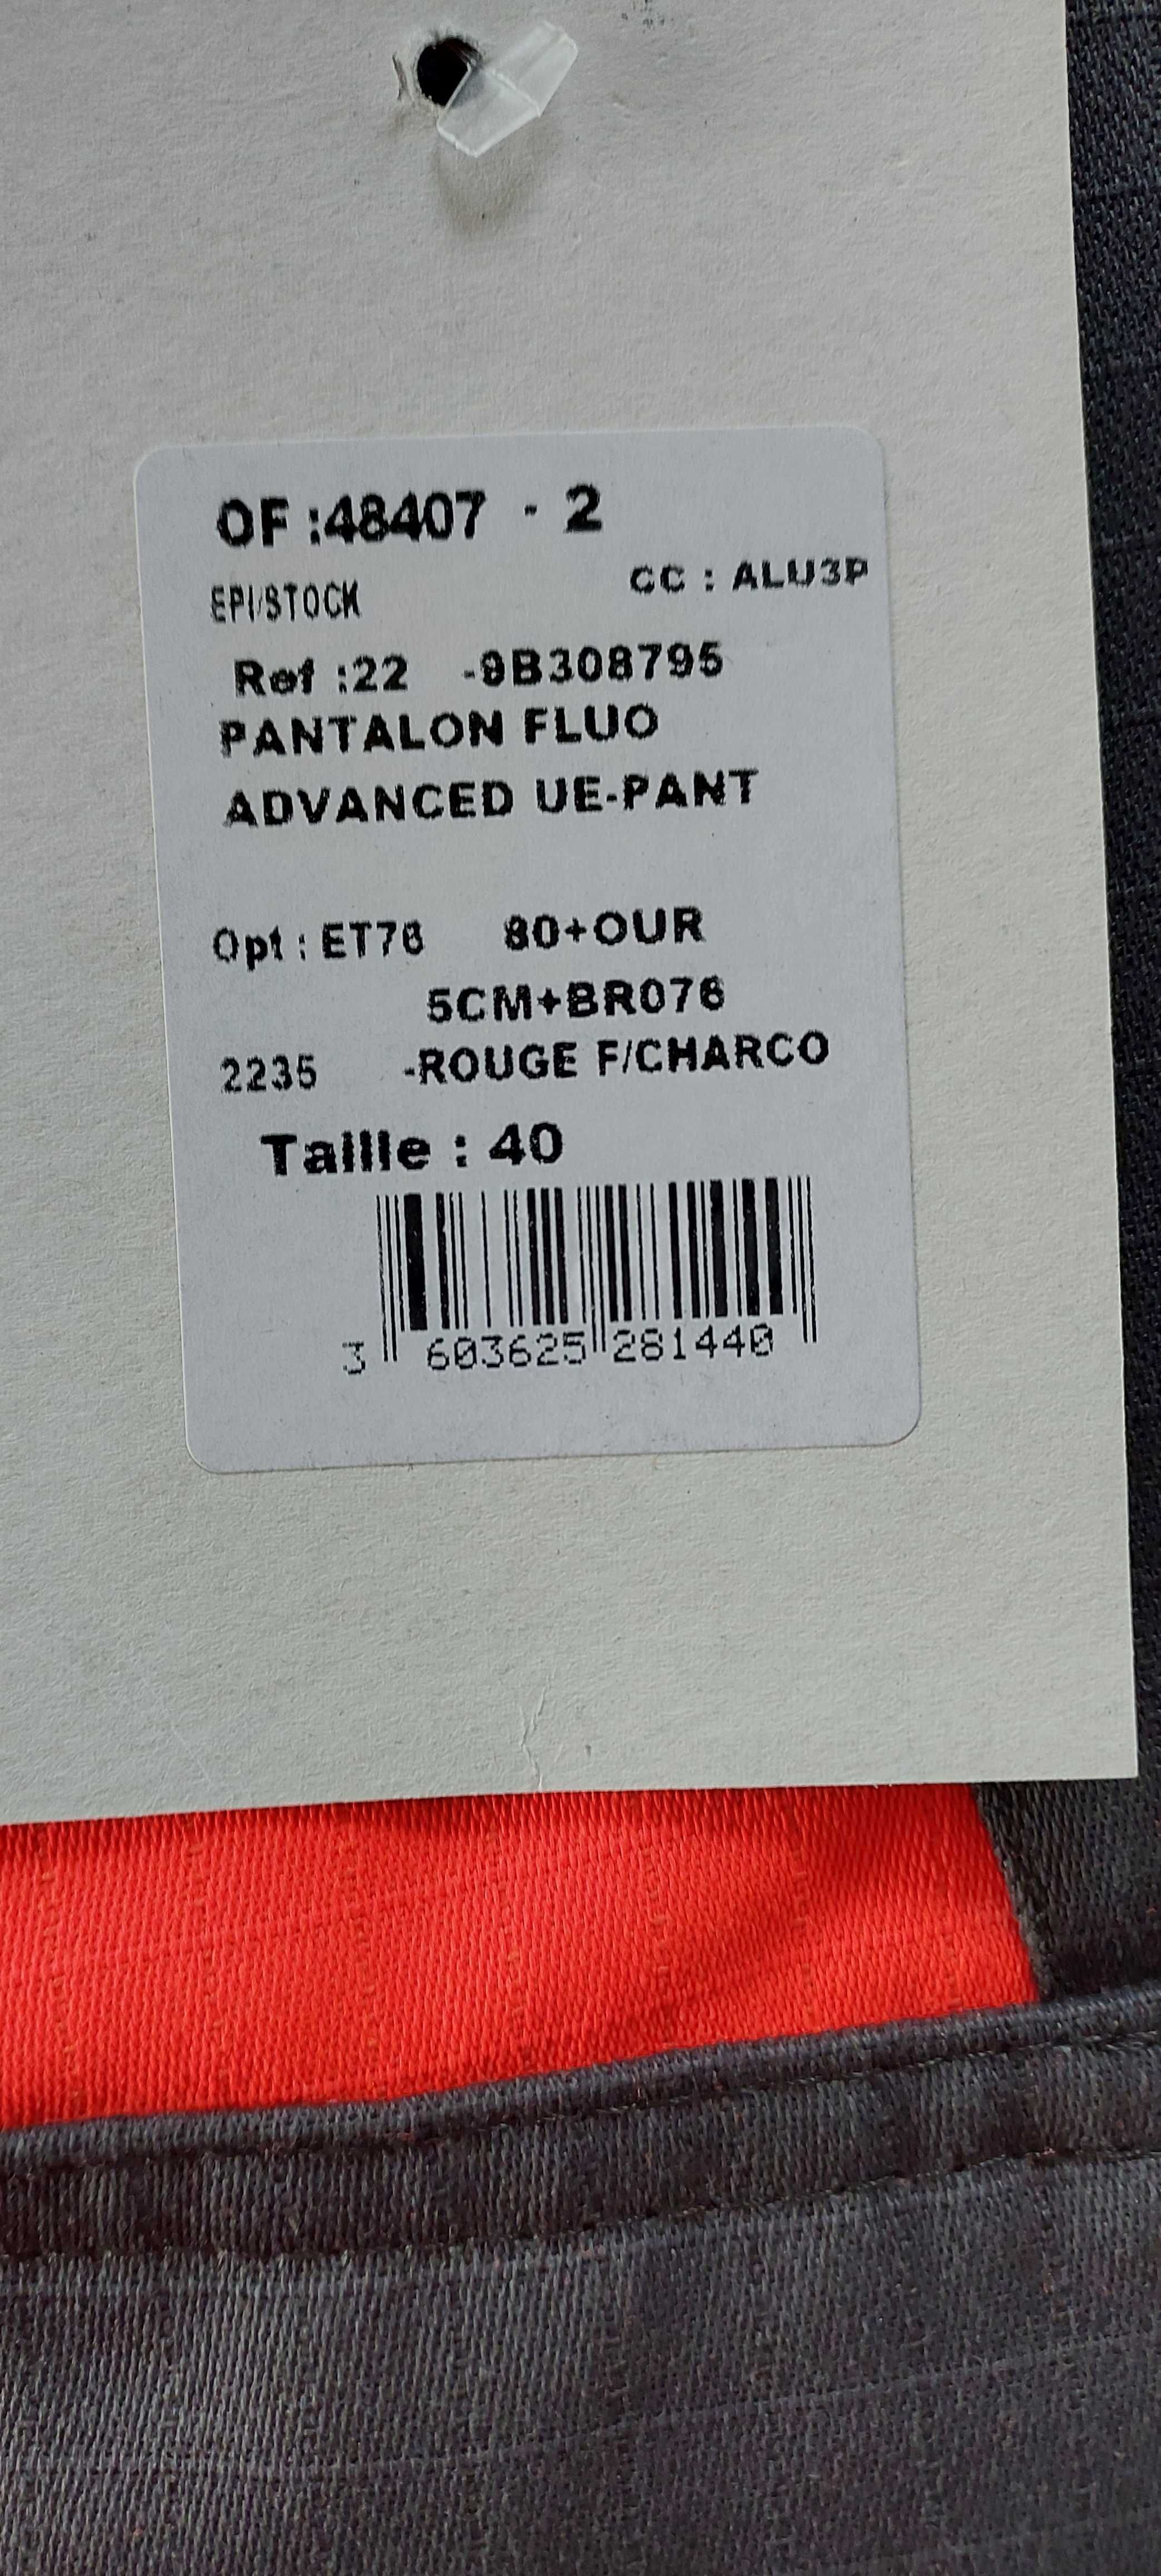 OF :48407 - 2
CC : ALU3P
EPI/STOCK
Ref :22 -9B308795
PANTALON FLUO
ADVANCED UE-PANT
Opt : ET76 80+OUR
5CM+BR076
2235 -ROUGE F/CHARCO
Taille : 40
3 603625 281440